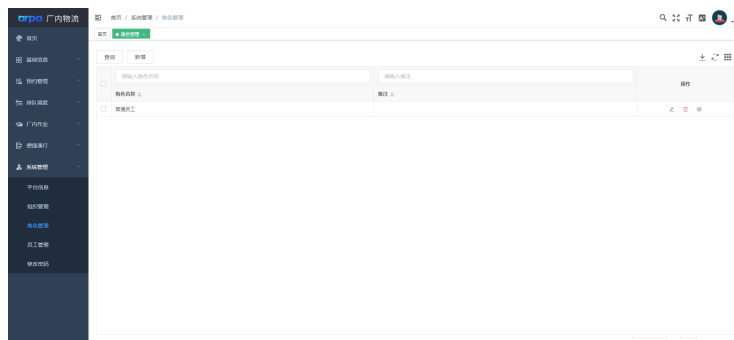 arpa 厂内物流
首页 / 系统管理 / 角色管理
首页
角色管理 ×
首页
基础信息
预约管理
排队调度
厂内作业
便捷通行
系统管理
平台信息
组织管理
角色管理
员工管理
修改密码
查询
新增
请输入角色名称
请输入备注
操作
角色名称
备注
普通员工